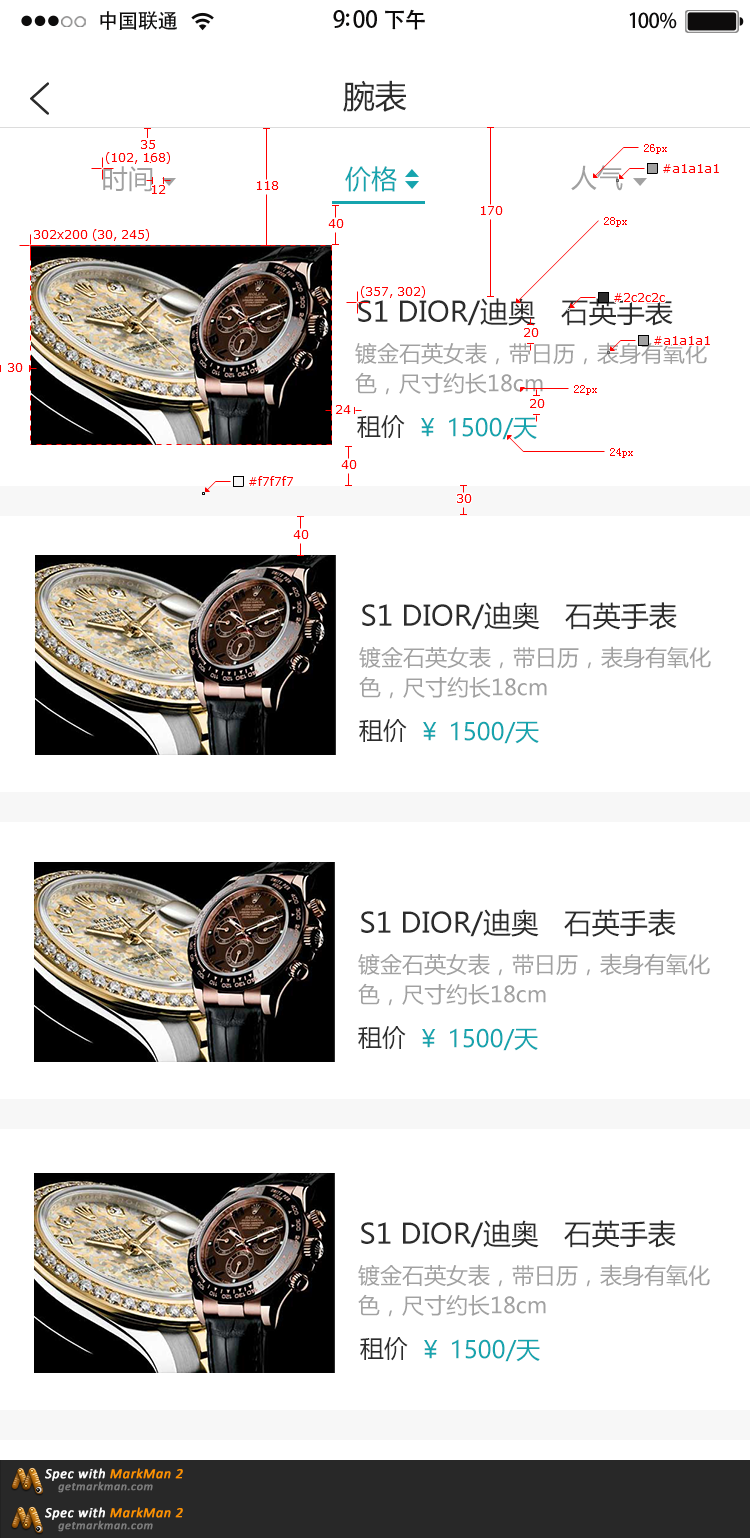 中国联通 9:00 下午 100%
腕表
35
(102, 168)
26px
#a1a1a1
时间 12 价格 人气
118
170
40
28px
302x200 (30, 245)
(357, 302)
#2c2c2c
S1 DIOR/迪奥 石英手表
20
#a1a1a1
镀金石英女表，带日历，表身有氧化
30
色，尺寸约长18cm
22px
24
20
租价 ¥ 1500/天
24px
40
#f7f7f7
30
40
S1 DIOR/迪奥 石英手表
镀金石英女表，带日历，表身有氧化
色，尺寸约长18cm
租价 ¥ 1500/天
S1 DIOR/迪奥 石英手表
镀金石英女表，带日历，表身有氧化
色，尺寸约长18cm
租价 ¥ 1500/天
S1 DIOR/迪奥 石英手表
镀金石英女表，带日历，表身有氧化
色，尺寸约长18cm
租价 ¥ 1500/天
Spec with MarkMan 2
getmarkman.com
Spec with MarkMan 2
getmarkman.com